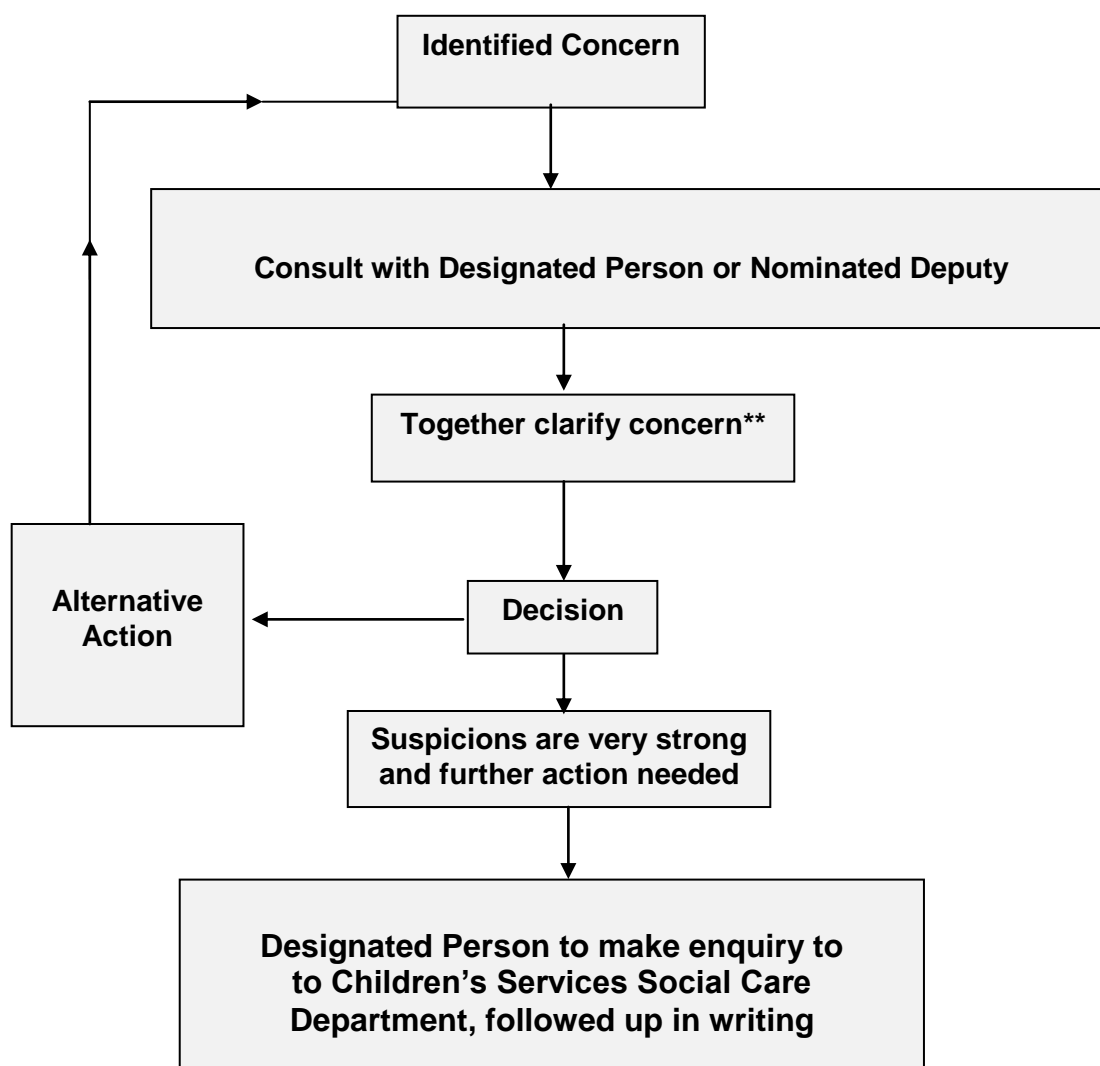 Identified Concern
Consult with Designated Person or Nominated Deputy
Together clarify concern**
Alternative
Action
Decision
Suspicions are very strong
and further action needed
Designated Person to make enquiry to
to Children’s Services Social Care
Department, followed up in writing